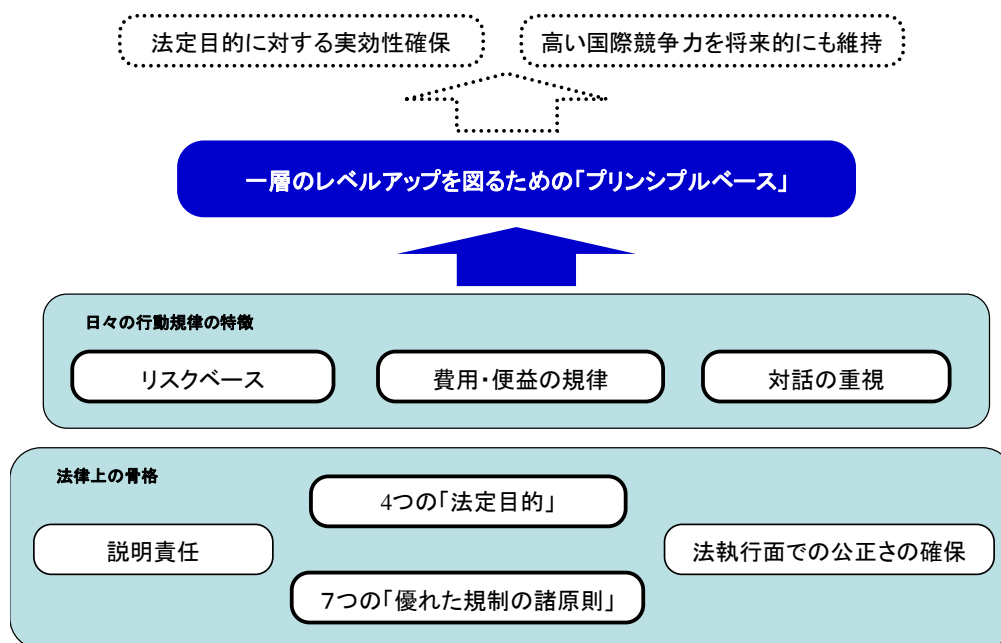 法定目的に対する実効性確保
高い国際競争力を将来的にも維持
一層のレベルアップを図るための「プリンシプルベース」
日々の行動規律の特徴
リスクベース
費用・便益の規律
対話の重視
法律上の骨格
4つの「法定目的」
説明責任
法執行面での公正さの確保
７つの「優れた規制の諸原則」